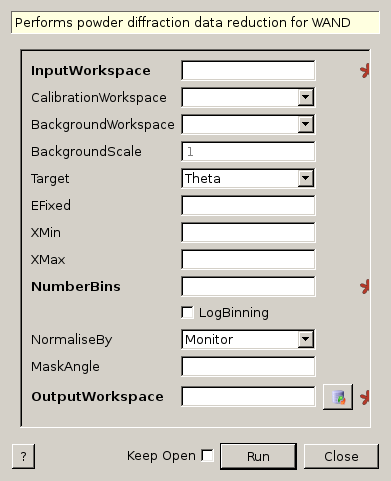 Performs powder diffraction data reduction for WAND
InputWorkspace
CalibrationWorkspace
BackgroundWorkspace
BackgroundScale 1
Target Theta
EFixed
XMin
XMax
NumberBins
LogBinning
NormaliseBy Monitor
MaskAngle
OutputWorkspace
? Keep Open Run Close